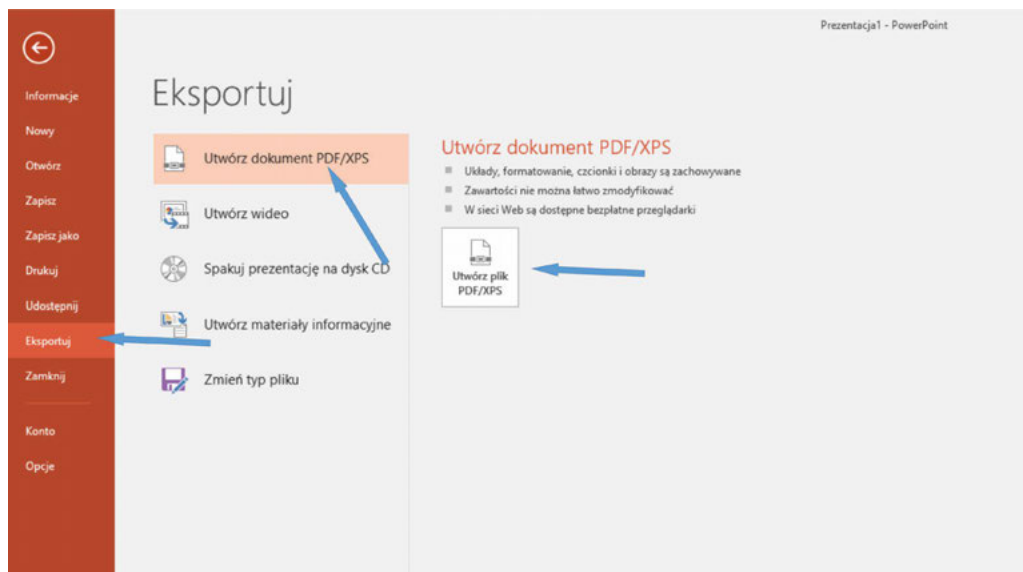 Prezentacja1 - PowerPoint
Informacje
Nowy
Otwórz
Zapisz
Zapisz jako
Drukuj
Udostępnij
Eksportuj
Zamknij
Konto
Opcje
Eksportuj
Utwórz dokument PDF/XPS
Utwórz wideo
Spakuj prezentację na dysk CD
Utwórz materiały informacyjne
Zmień typ pliku
Utwórz dokument PDF/XPS
Układy, formatowanie, czcionki i obrazy są zachowywane
Zawartości nie można łatwo zmodyfikować
W sieci Web są dostępne bezpłatne przeglądarki
Utwórz plik
PDF/XPS